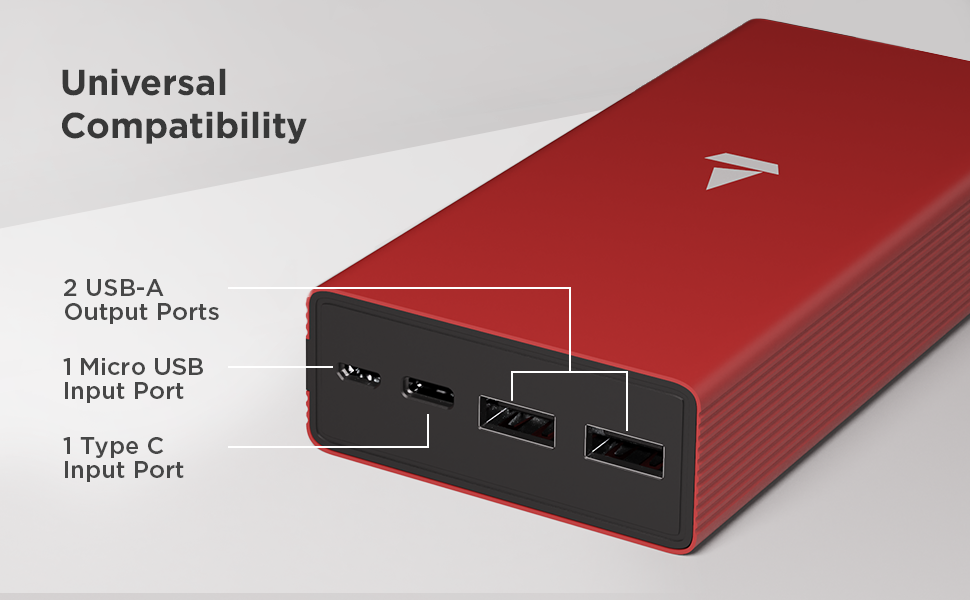 Universal
Compatibility
2 USB-A
Output Ports
1 Micro USB
Input Port
1 Type C
Input Port